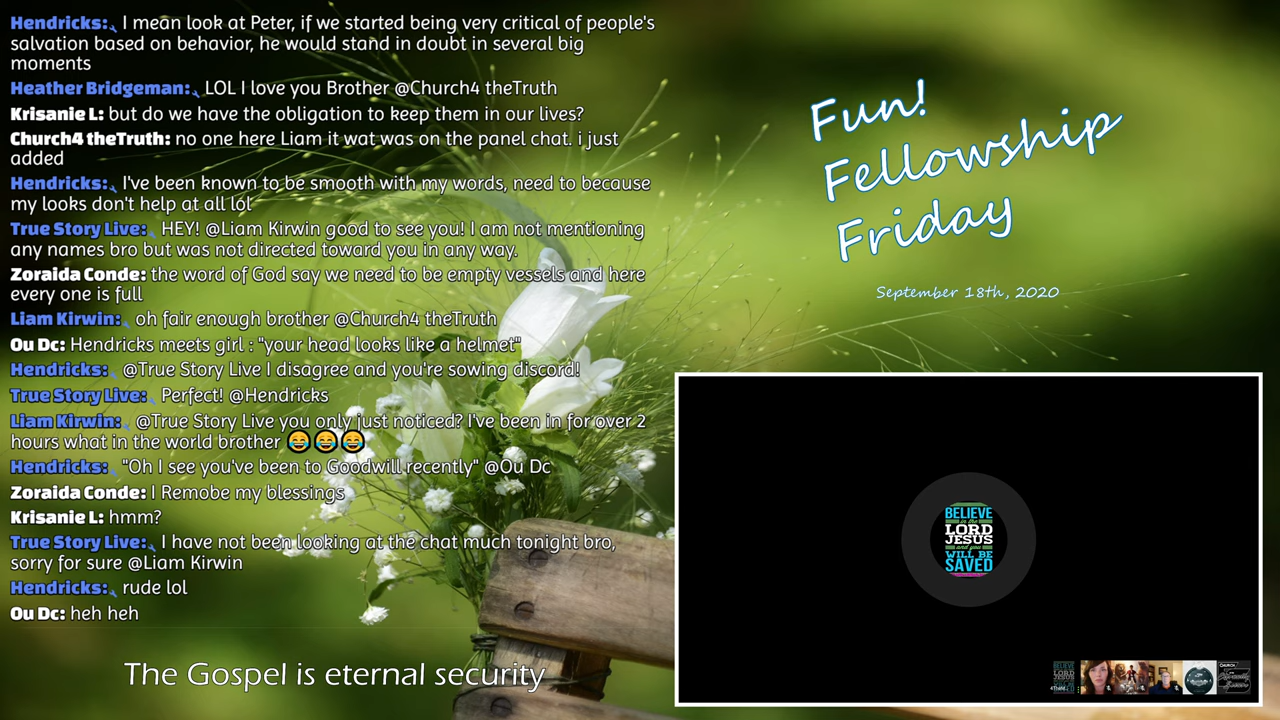 Hendricks: I mean look at Peter, if we started being very critical of people's
salvation based on behavior, he would stand in doubt in several big
moments
Heather Bridgeman: LOL I love you Brother @Church4 theTruth
Krisanie L: but do we have the obligation to keep them in our lives?
Church4 theTruth: no one here Liam it wat was on the panel chat. i just
added
Hendricks: I've been known to be smooth with my words, need to because
my looks don't help at all lol
True Story Live: HEY! @Liam Kirwin good to see you! I am not mentioning
any names bro but was not directed toward you in any way.
Zoraida Conde: the word of God say we need to be empty vessels and here
every one is full
Liam Kirwin: oh fair enough brother @Church4 theTruth
Ou Dc: Hendricks meets girl : "your head looks like a helmet"
Hendricks: @True Story Live I disagree and you're sowing discord!
True Story Live: Perfect! @Hendricks
Liam Kirwin: @True Story Live you only just noticed? I've been in for over 2
hours what in the world brother 😂😂😂
Hendricks: "Oh I see you've been to Goodwill recently" @Ou Dc
Zoraida Conde: I Remobe my blessings
Krisanie L: hmm?
True Story Live: I have not been looking at the chat much tonight bro,
sorry for sure @Liam Kirwin
Hendricks: rude lol
Ou Dc: heh heh
The Gospel is eternal security
Fun!
Fellowship
Friday
September 18th, 2020
BELIEVE
in the
LORD
JESUS
and you
WILL BE
SAVED